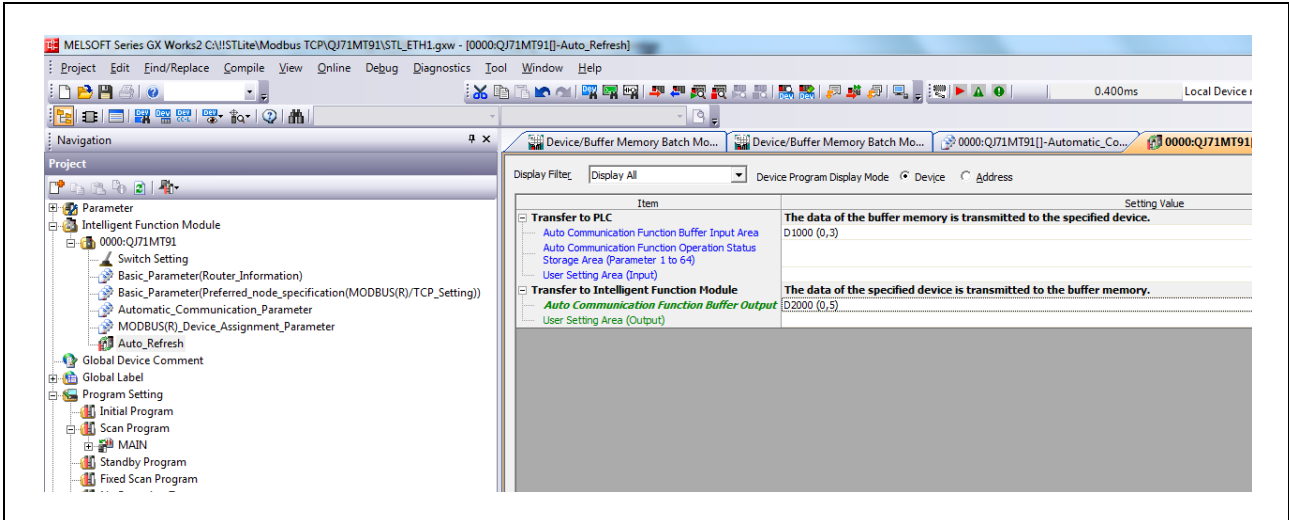 MELSOFT Series GX Works2 C:\!!STLite\Modbus TCP\QJ71MT91\STL_ETH1.gxw - [0000:QJ71MT91[]-Auto_Refresh]
Project Edit Find/Replace Compile View Online Debug Diagnostics Tool Window Help
0.400ms Local Device
Navigation
Device/Buffer Memory Batch Mo... Device/Buffer Memory Batch Mo... 0000:QJ71MT91[]-Automatic_Co... 0000:QJ71MT91[
Project
Display Filter Display All Device Program Display Mode Device Address
Item Setting Value
Parameter
Intelligent Function Module
0000:QJ71MT91
Switch Setting
Basic_Parameter(Router_Information)
Basic_Parameter(Preferred_node_specification(MODBUS(R)/TCP_Setting))
Automatic_Communication_Parameter
MODBUS(R)_Device_Assignment_Parameter
Auto_Refresh
Global Device Comment
Global Label
Program Setting
Initial Program
Scan Program
MAIN
Standby Program
Fixed Scan Program
Transfer to PLC The data of the buffer memory is transmitted to the specified device.
Auto Communication Function Buffer Input Area D1000 (0,3)
Auto Communication Function Operation Status
Storage Area (Parameter 1 to 64)
User Setting Area (Input)
Transfer to Intelligent Function Module The data of the specified device is transmitted to the buffer memory.
Auto Communication Function Buffer Output D2000 (0,5)
User Setting Area (Output)